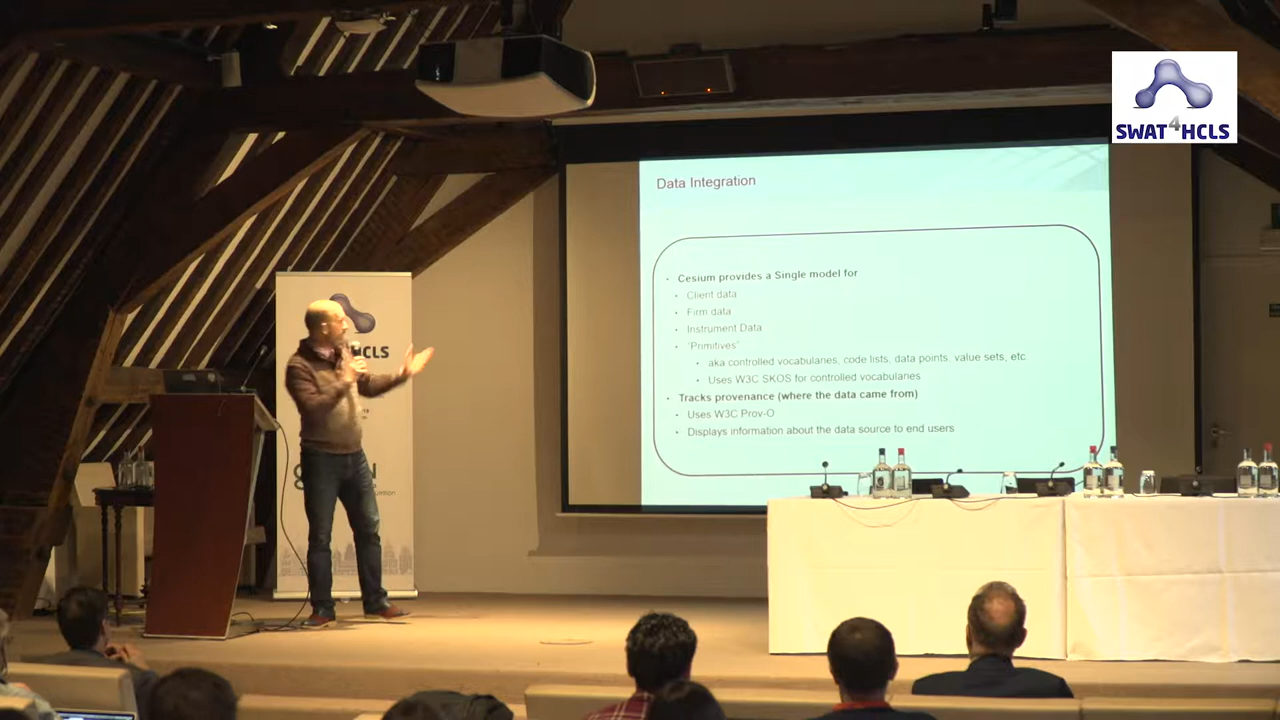 SWAT4HCLS
Data Integration
Cesium provides a Single model for
Client data
Firm data
Instrument Data
'Primitives'
aka controlled vocabularies, code lists, data points, value sets, etc
Uses W3C SKOS for controlled vocabularies
Tracks provenance (where the data came from)
Uses W3C Prov-O
Displays information about the data source to end users
HCLS